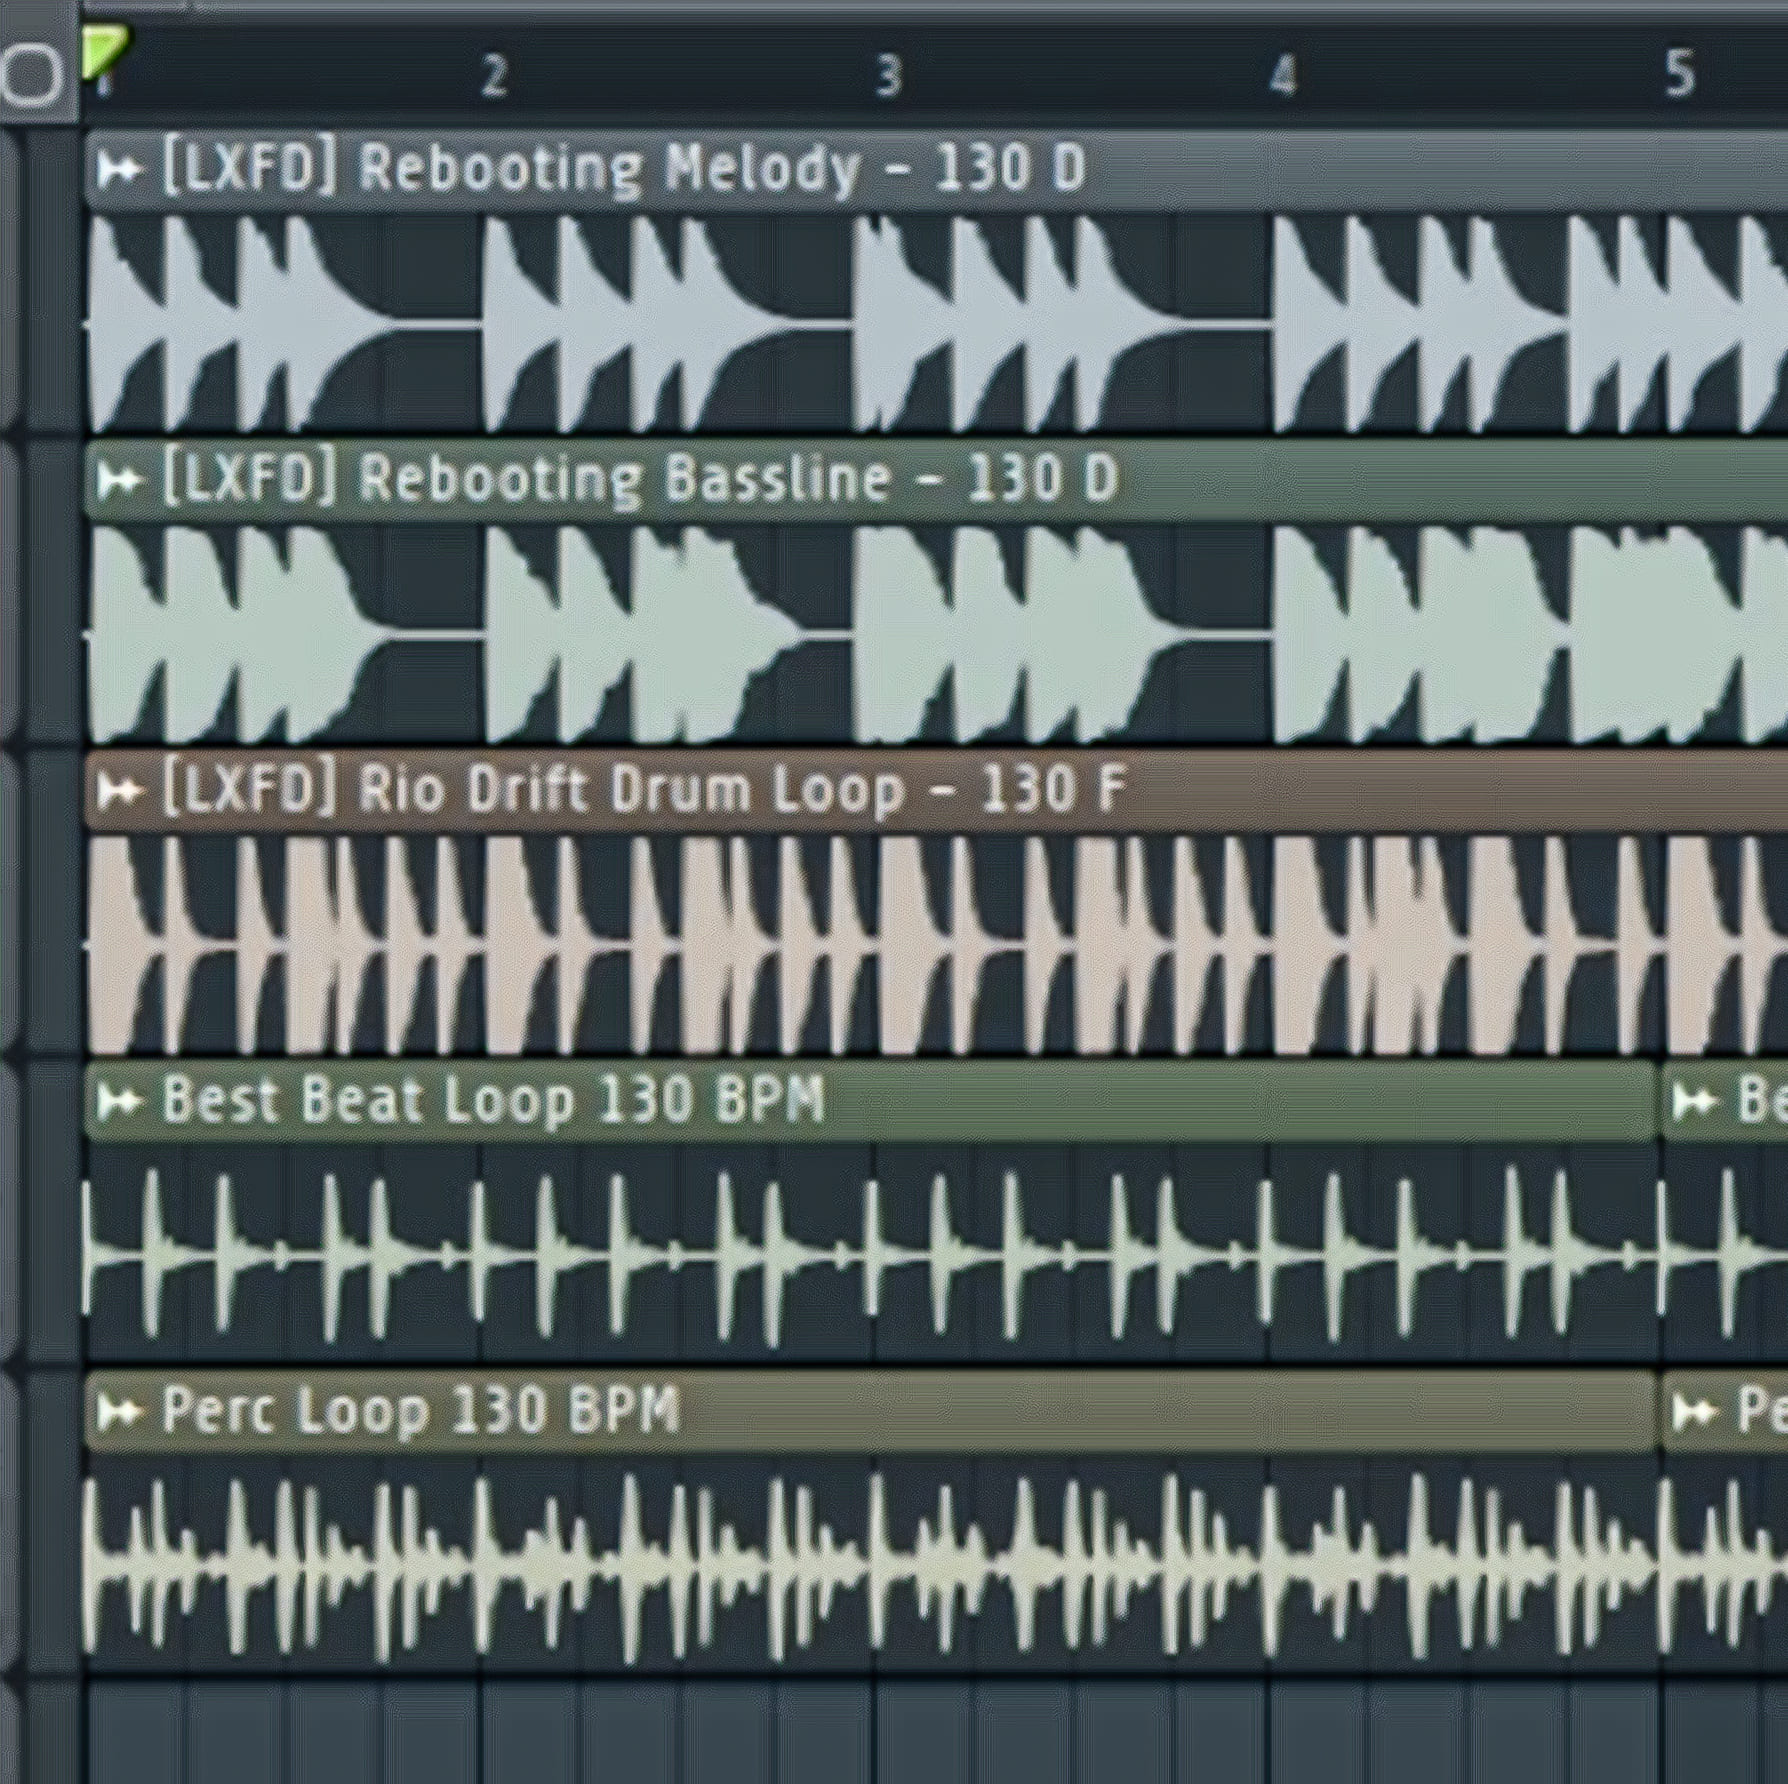 1 2 3 4 5
[LXFD] Rebooting Melody - 130 D
[LXFD] Rebooting Bassline - 130 D
[LXFD] Rio Drift Drum Loop - 130 F
Best Beat Loop 130 BPM Be
Perc Loop 130 BPM Pe